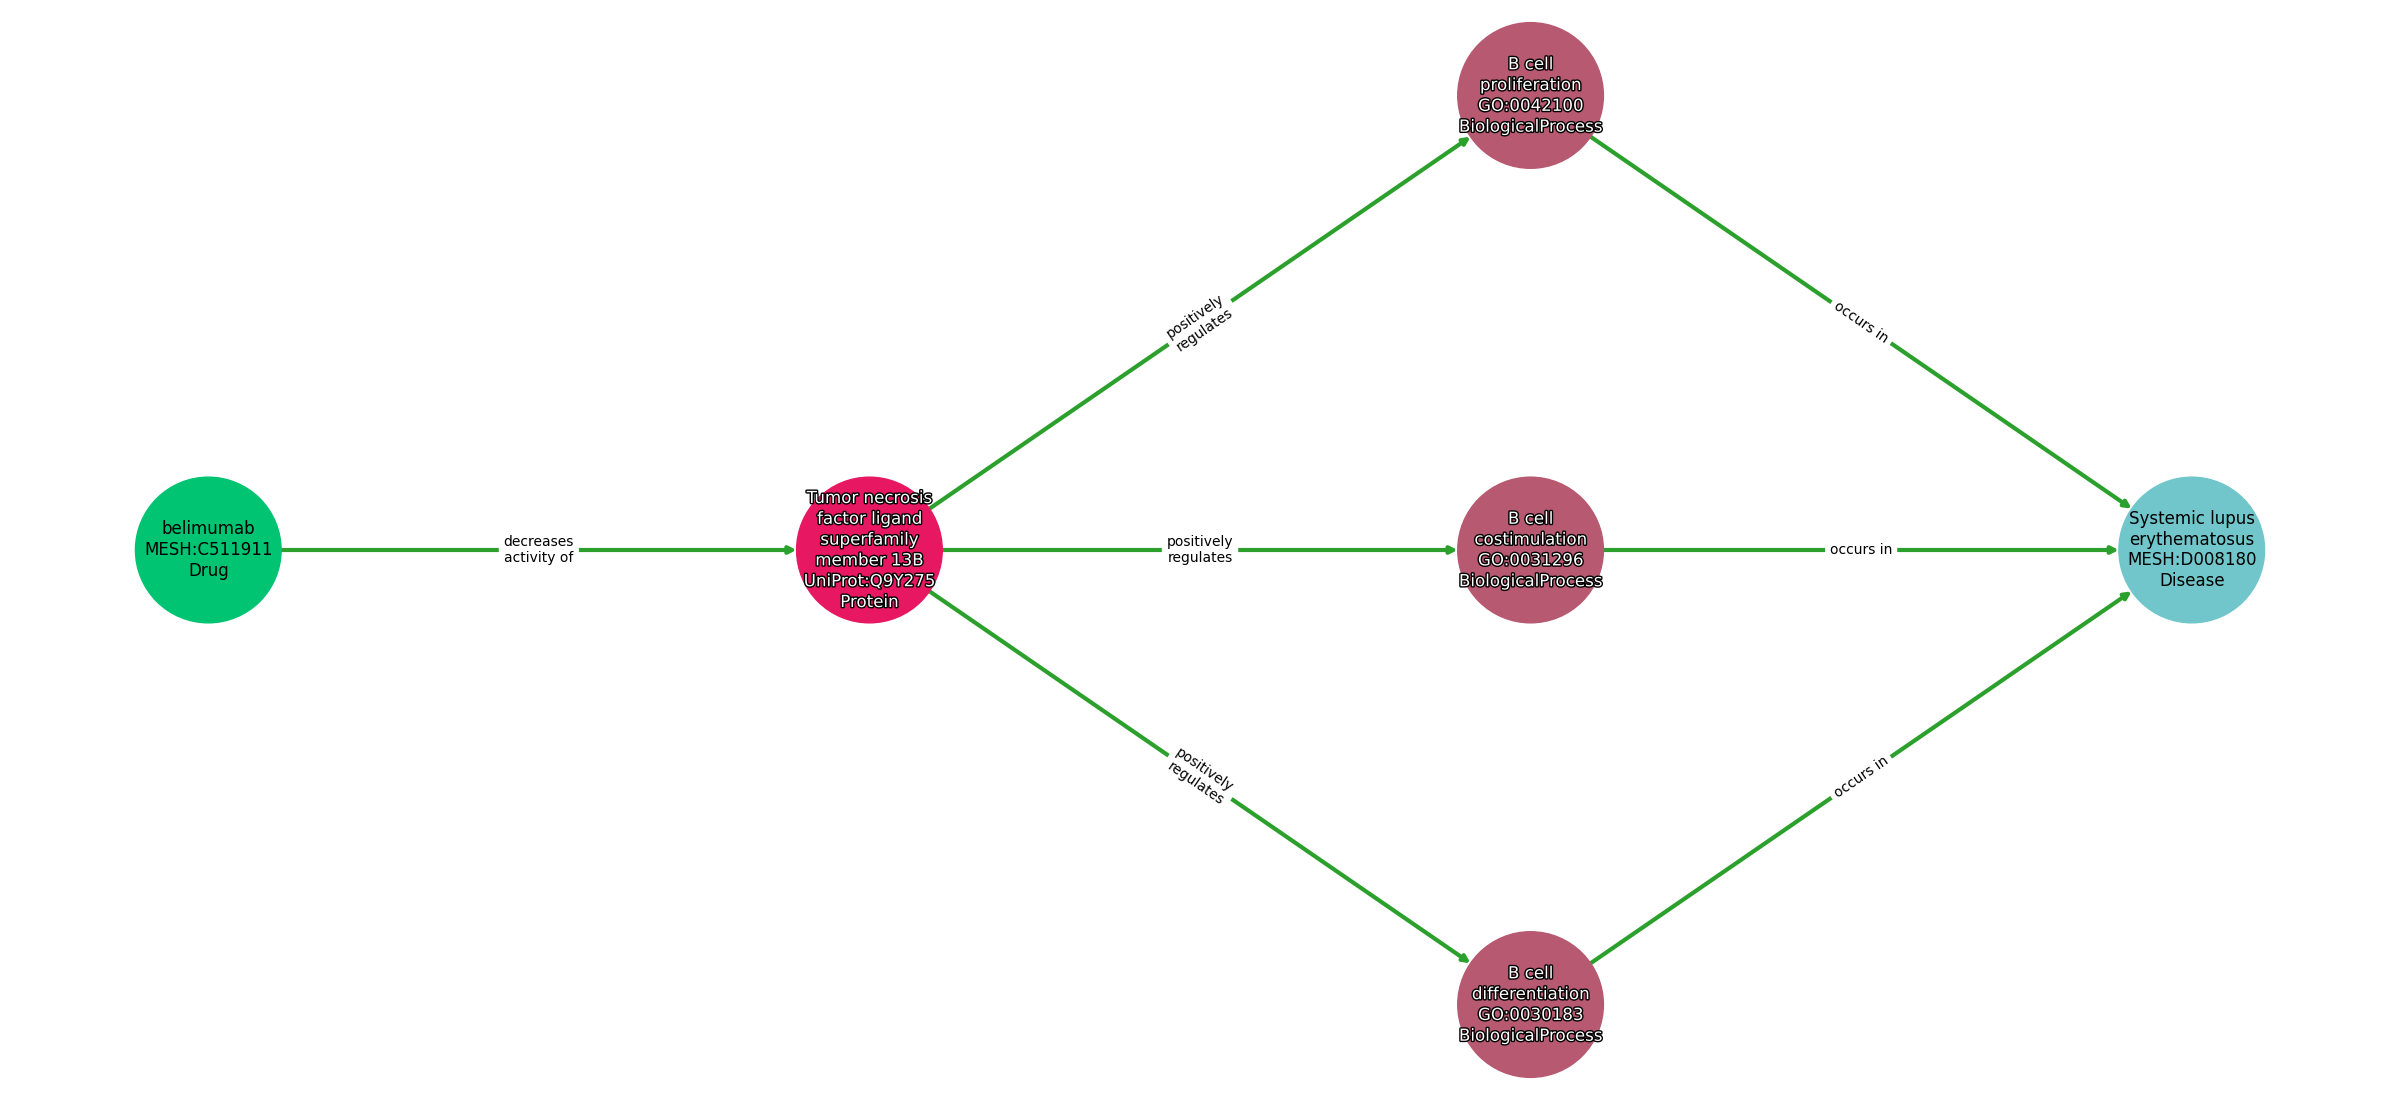 belimumab
MESH:C511911
Drug
decreases
activity of
Tumor necrosis
factor ligand
superfamily
member 13B
UniProt:Q9Y275
Protein
positively
regulates
positively
regulates
positively
regulates
B cell
proliferation
GO:0042100
BiologicalProcess
B cell
costimulation
GO:0031296
BiologicalProcess
B cell
differentiation
GO:0030183
BiologicalProcess
occurs in
occurs in
occurs in
Systemic lupus
erythematosus
MESH:D008180
Disease